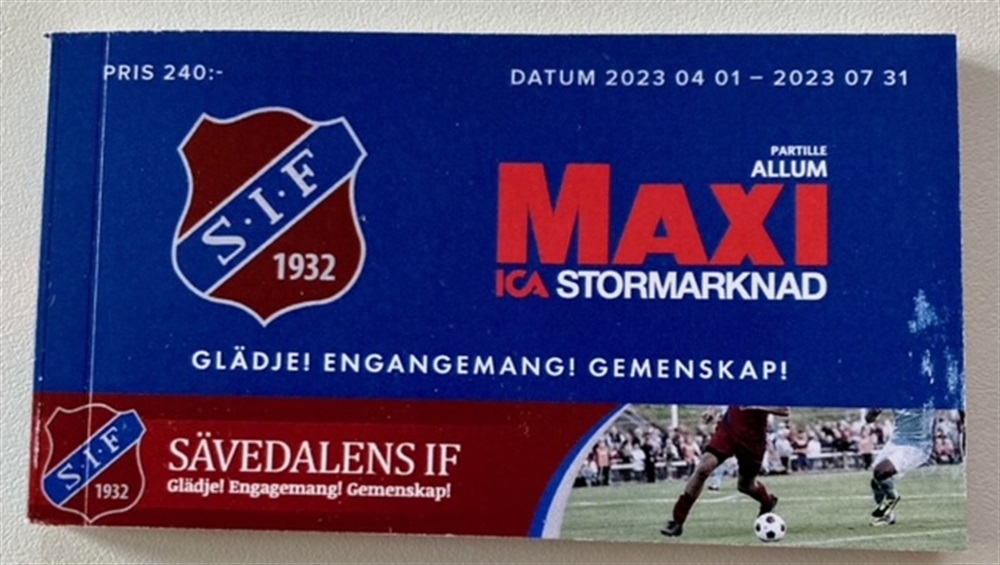 PRIS 240:-
DATUM 2023 04 01 – 2023 07 31
S·I·F
1932
PARTILLE
ALLUM
MAXI
ICA STORMARKNAD
GLÄDJE! ENGANGEMANG! GEMENSKAP!
S·I·F
1932
SÄVEDALENS IF
Glädje! Engagemang! Gemenskap!